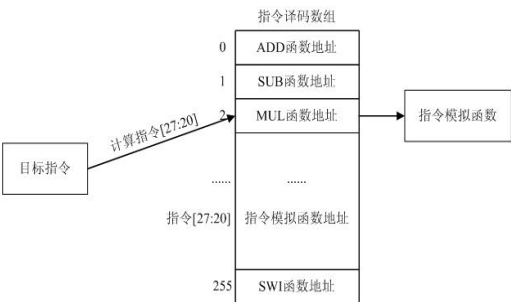 指令译码数组
0 ADD函数地址
1 SUB函数地址
2 MUL函数地址
计算指令[27:20]
指令模拟函数
目标指令
...... ......
指令[27:20] 指令模拟函数地址
255 SWI函数地址